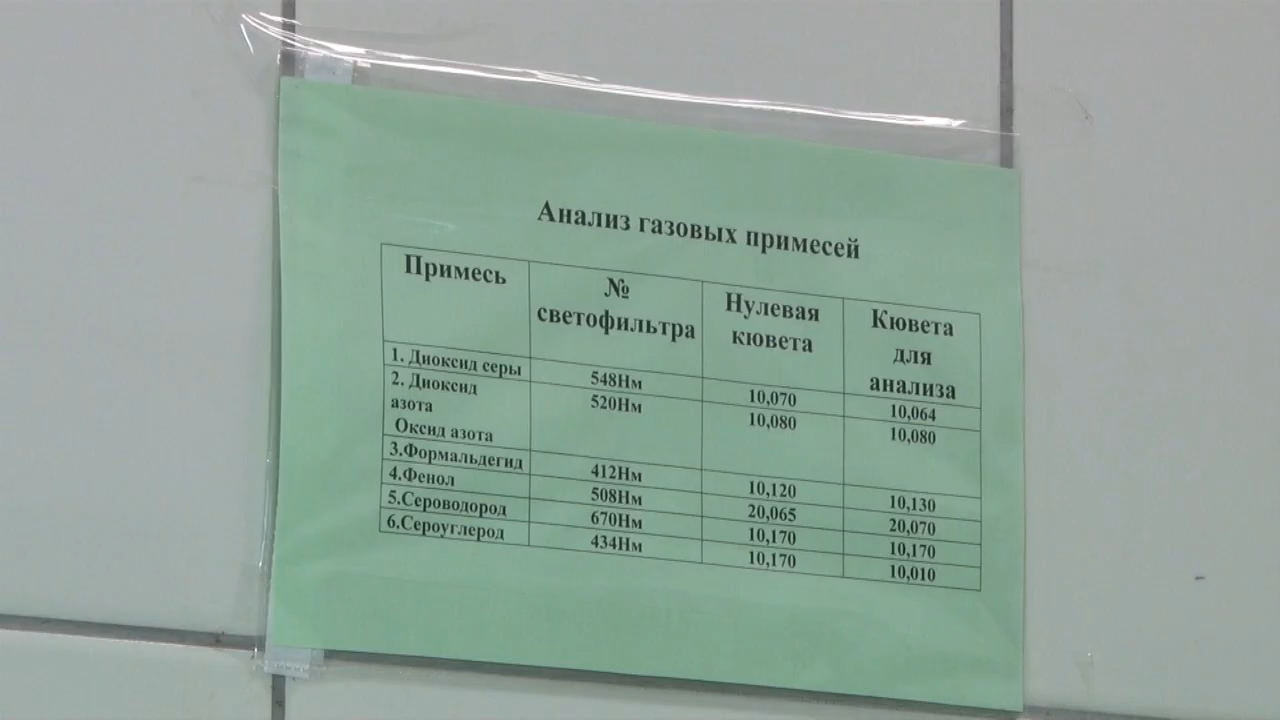 Анализ газовых примесей
Примесь № светофильтра Нулевая кювета Кювета для анализа
1. Диоксид серы 548Нм 10,070 10,064
2. Диоксид азота Оксид азота 520Нм 10,080 10,080
3.Формальдегид 412Нм 10,120 10,130
4.Фенол 508Нм 20,065 20,070
5.Сероводород 670Нм 10,170 10,170
6.Сероуглерод 434Нм 10,170 10,010